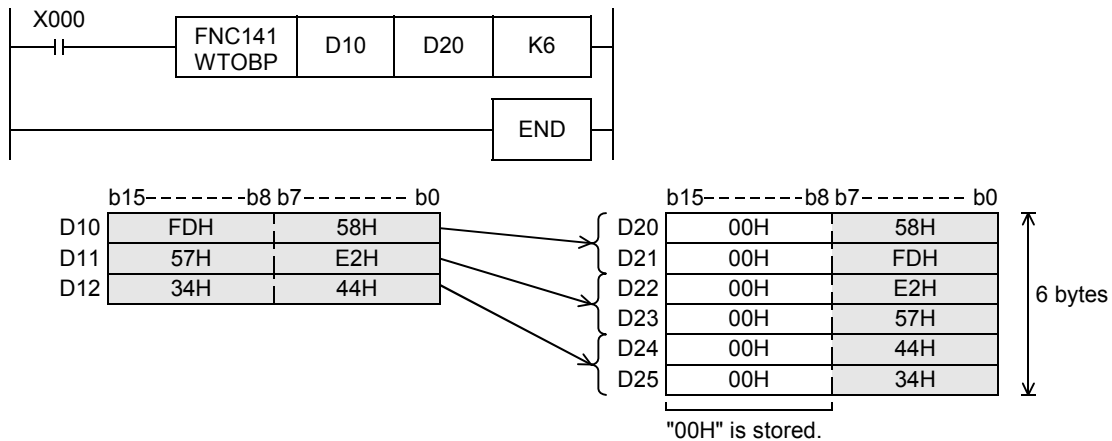 X000
FNC141 WTOBP D10 D20 K6
END
b15-------b8 b7------- b0 b15-------b8 b7------- b0
D10 FDH 58H D20 00H 58H
D11 57H E2H D21 00H FDH
D12 34H 44H D22 00H E2H
D23 00H 57H
D24 00H 44H
D25 00H 34H
6 bytes
"00H" is stored.